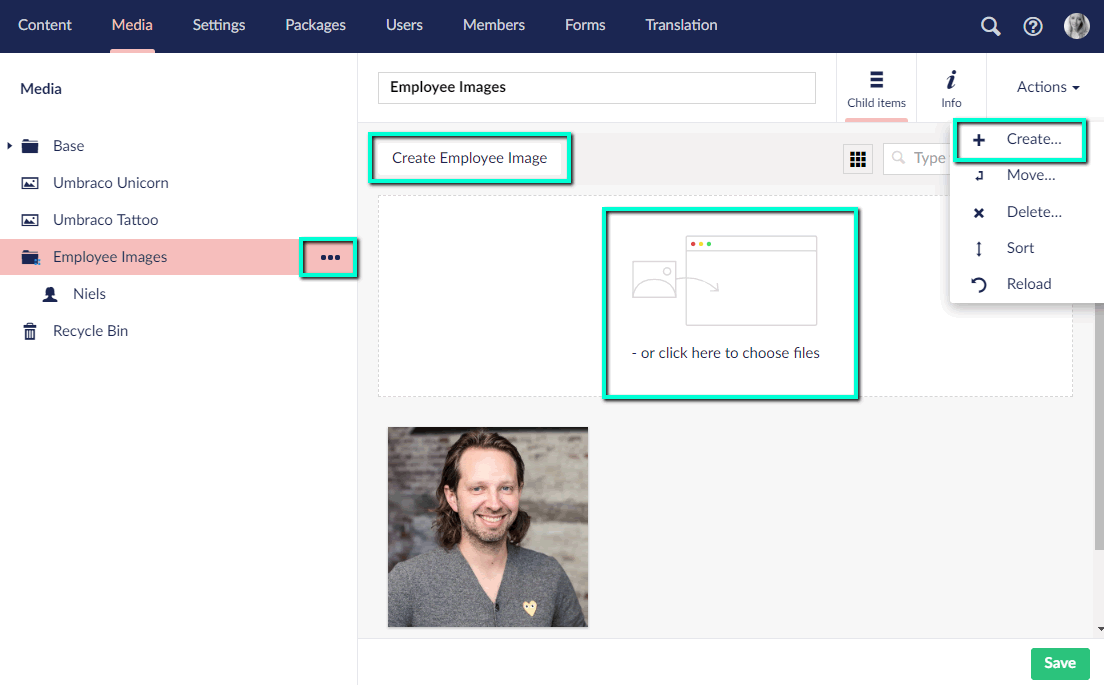 Content Media Settings Packages Users Members Forms Translation
Media
Base
Umbraco Unicorn
Umbraco Tattoo
Employee Images
Niels
Recycle Bin
Employee Images
Child items
Info
Actions
Create Employee Image
Type
Create...
Move...
Delete...
Sort
Reload
- or click here to choose files
Save